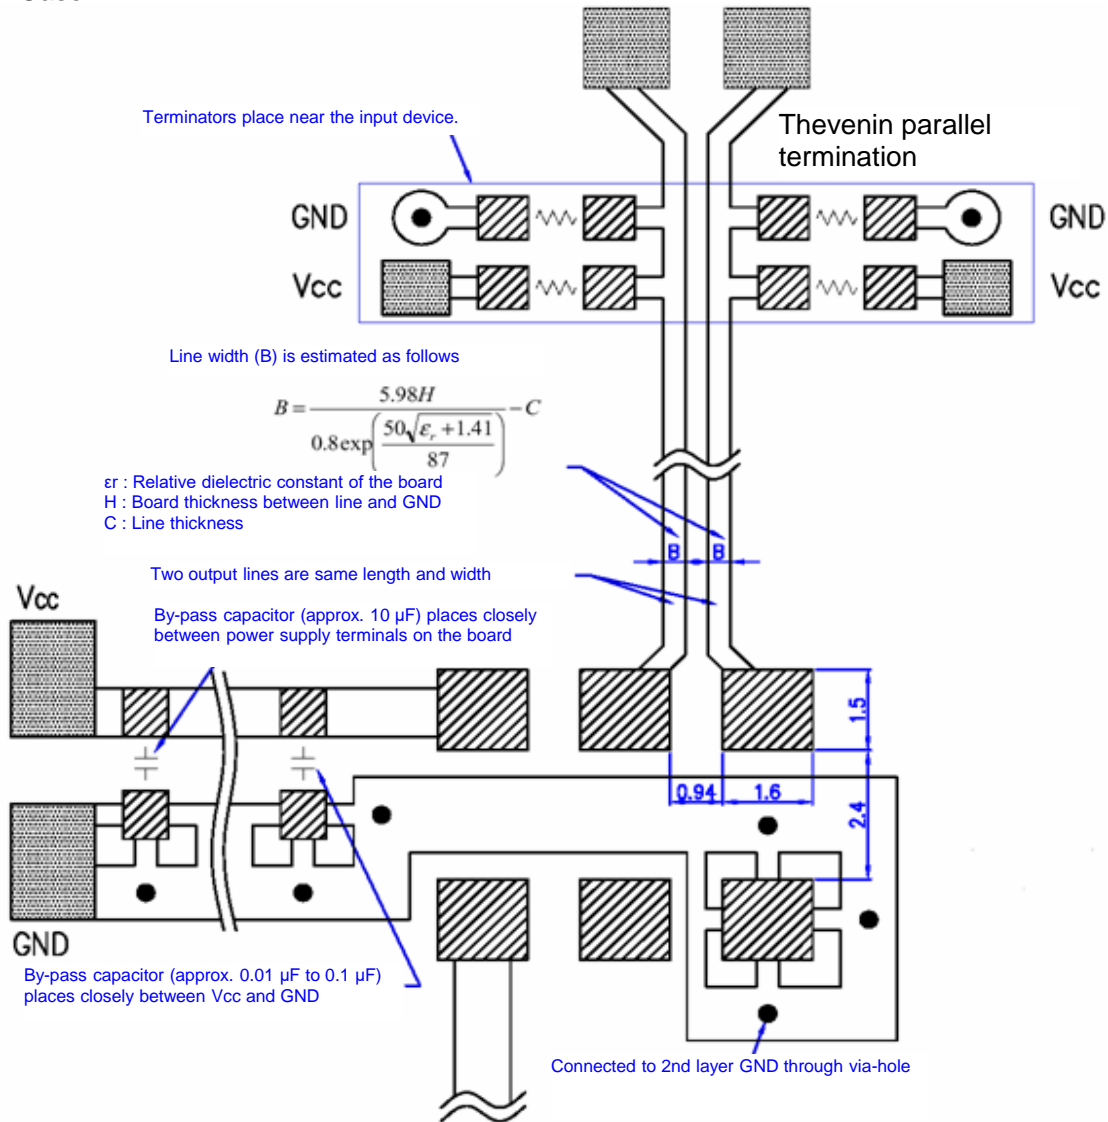 Terminators place near the input device.
Thevenin parallel
termination
GND
GND
Vcc
Vcc
Line width (B) is estimated as follows
B = 5.98H / (0.8 exp(50√(εr + 1.41) / 87)) − C
εr : Relative dielectric constant of the board
H : Board thickness between line and GND
C : Line thickness
B
B
Two output lines are same length and width
Vcc
By-pass capacitor (approx. 10 µF) places closely
between power supply terminals on the board
1.5
0.94
1.6
2.4
GND
By-pass capacitor (approx. 0.01 µF to 0.1 µF)
places closely between Vcc and GND
Connected to 2nd layer GND through via-hole